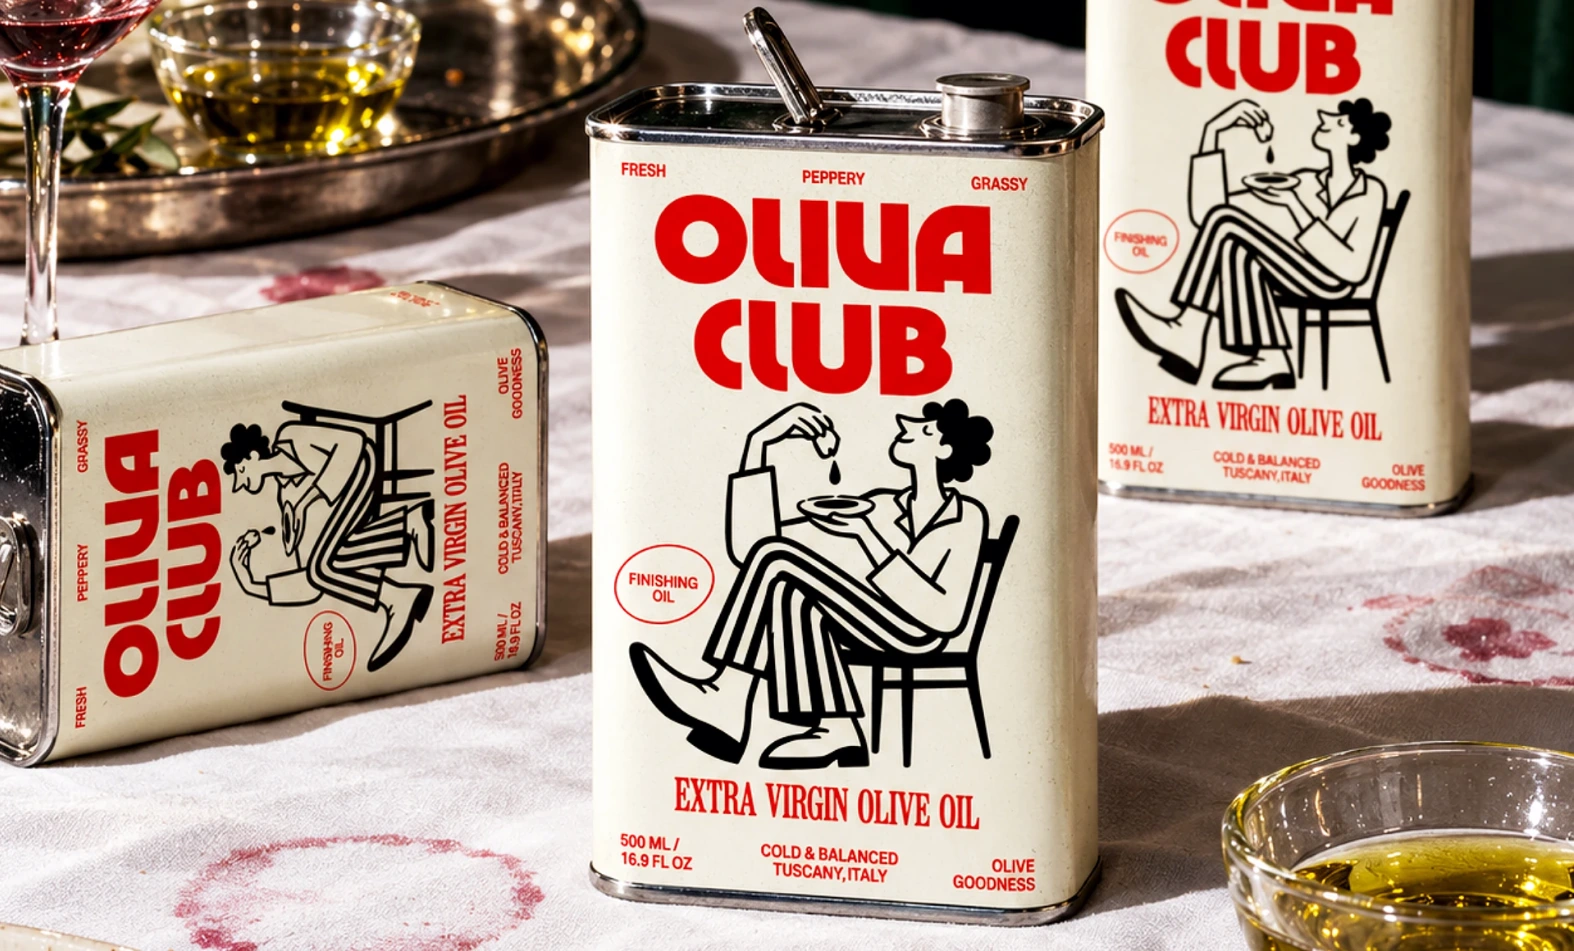 FRESH PEPPERY GRASSY
OLIVA
CLUB
FINISHING
OIL
EXTRA VIRGIN OLIVE OIL
500 ML /
16.9 FL OZ
COLD & BALANCED
TUSCANY, ITALY
OLIVE
GOODNESS
FRESH PEPPERY GRASSY
OLIVA
CLUB
FINISHING
OIL
EXTRA VIRGIN OLIVE OIL
500 ML /
16.9 FL OZ
COLD & BALANCED
TUSCANY, ITALY
OLIVE
GOODNESS
CLUB
FINISHING
OIL
EXTRA VIRGIN OLIVE OIL
500 ML /
16.9 FL OZ
COLD & BALANCED
TUSCANY, ITALY
OLIVE
GOODNESS